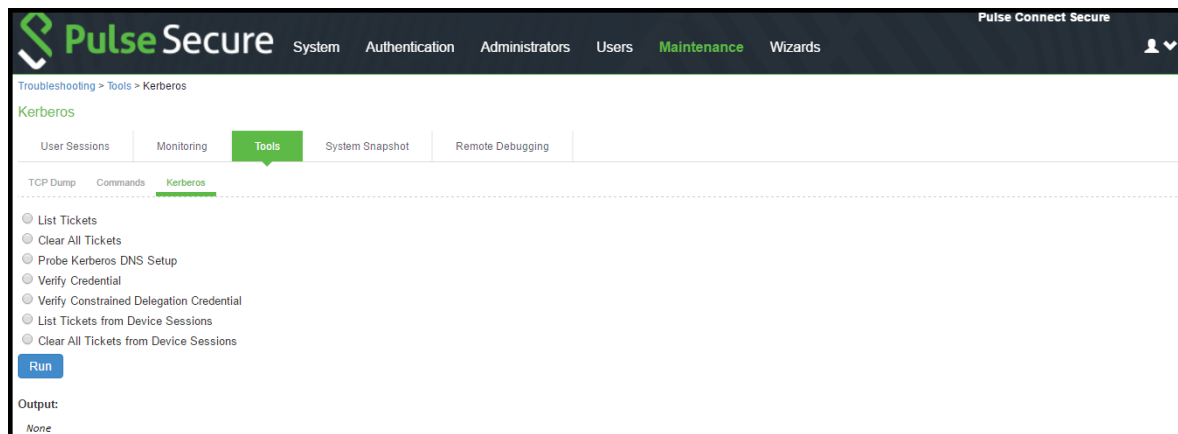 Pulse Connect Secure
Pulse Secure System Authentication Administrators Users Maintenance Wizards
Troubleshooting > Tools > Kerberos
Kerberos
User Sessions Monitoring Tools System Snapshot Remote Debugging
TCP Dump Commands Kerberos
List Tickets
Clear All Tickets
Probe Kerberos DNS Setup
Verify Credential
Verify Constrained Delegation Credential
List Tickets from Device Sessions
Clear All Tickets from Device Sessions
Run
Output:
None